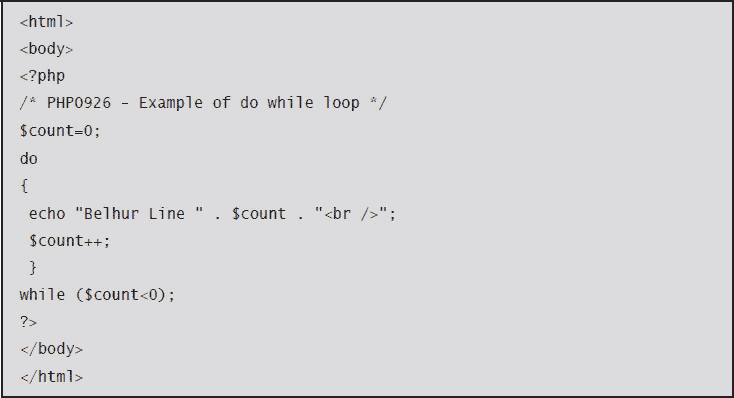 <html>
<body>
<?php
/* PHP0926 – Example of do while loop */
$count=0;
do
{
echo "Belhur Line " . $count . "<br />";
$count++;
}
while ($count<0);
?>
</body>
</html>